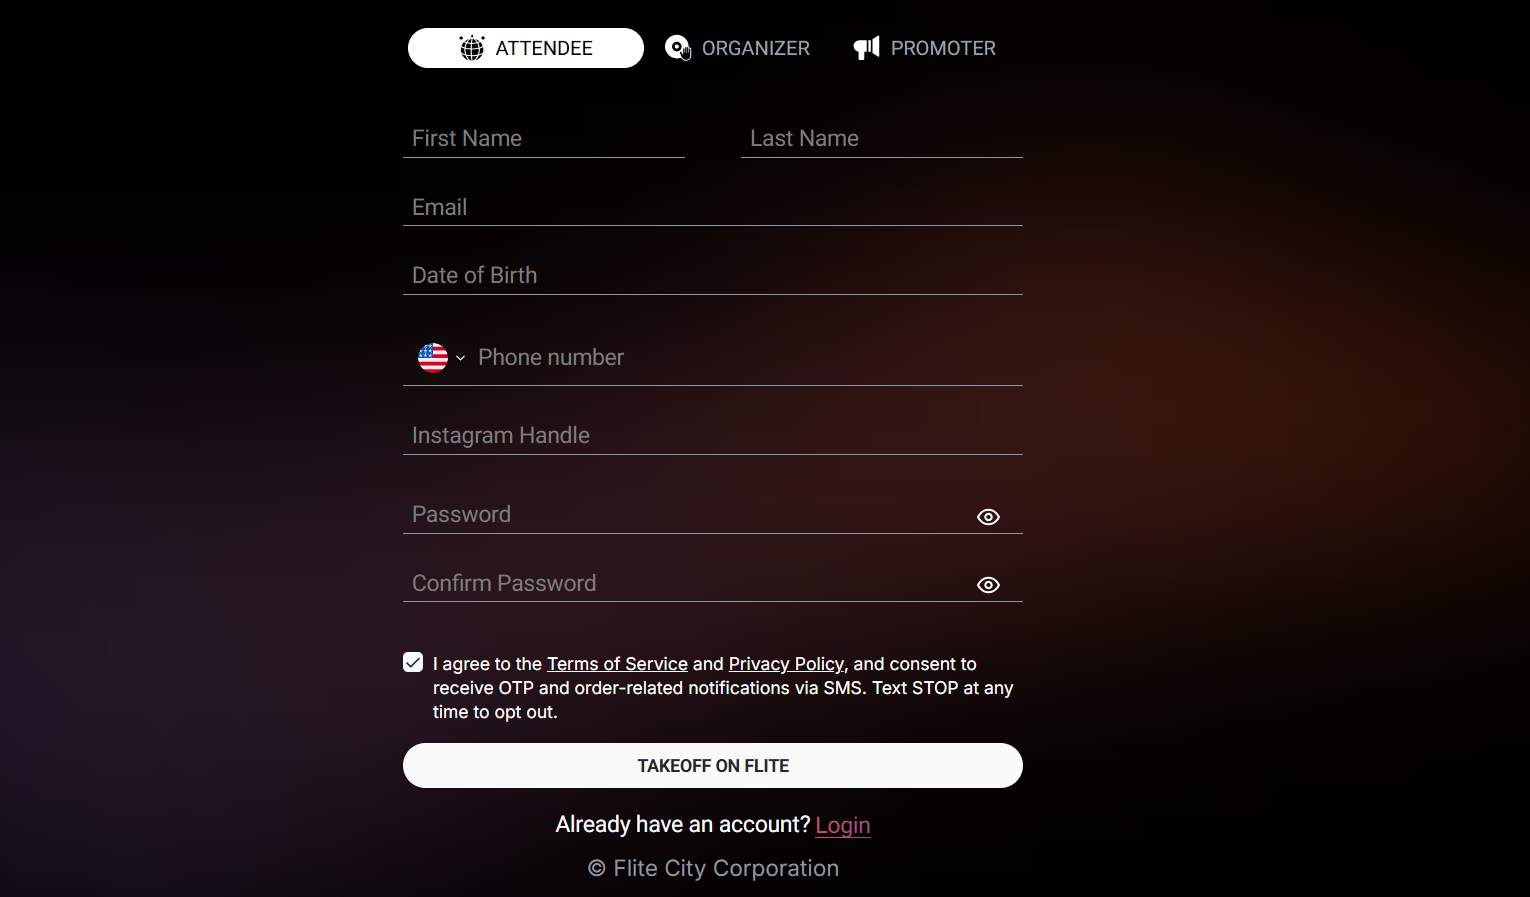 ATTENDEE ORGANIZER PROMOTER
First Name Last Name
Email
Date of Birth
Phone number
Instagram Handle
Password
Confirm Password
I agree to the Terms of Service and Privacy Policy, and consent to
receive OTP and order-related notifications via SMS. Text STOP at any
time to opt out.
TAKEOFF ON FLITE
Already have an account? Login
© Flite City Corporation